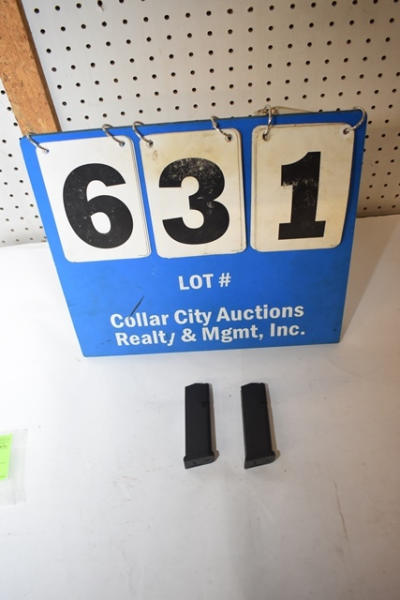 631
LOT #
Collar City Auctions
Realty & Mgmt, Inc.